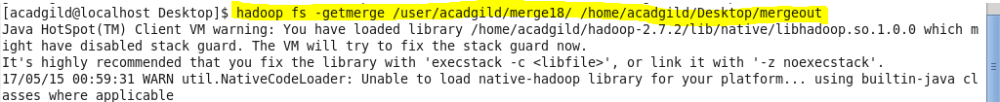 [acadgild@localhost Desktop]$ hadoop fs -getmerge /user/acadgild/merge18/ /home/acadgild/Desktop/mergeout
Java HotSpot(TM) Client VM warning: You have loaded library /home/acadgild/hadoop-2.7.2/lib/native/libhadoop.so.1.0.0 which m
ight have disabled stack guard. The VM will try to fix the stack guard now.
It's highly recommended that you fix the library with 'execstack -c <libfile>', or link it with '-z noexecstack'.
17/05/15 00:59:31 WARN util.NativeCodeLoader: Unable to load native-hadoop library for your platform... using builtin-java cl
asses where applicable